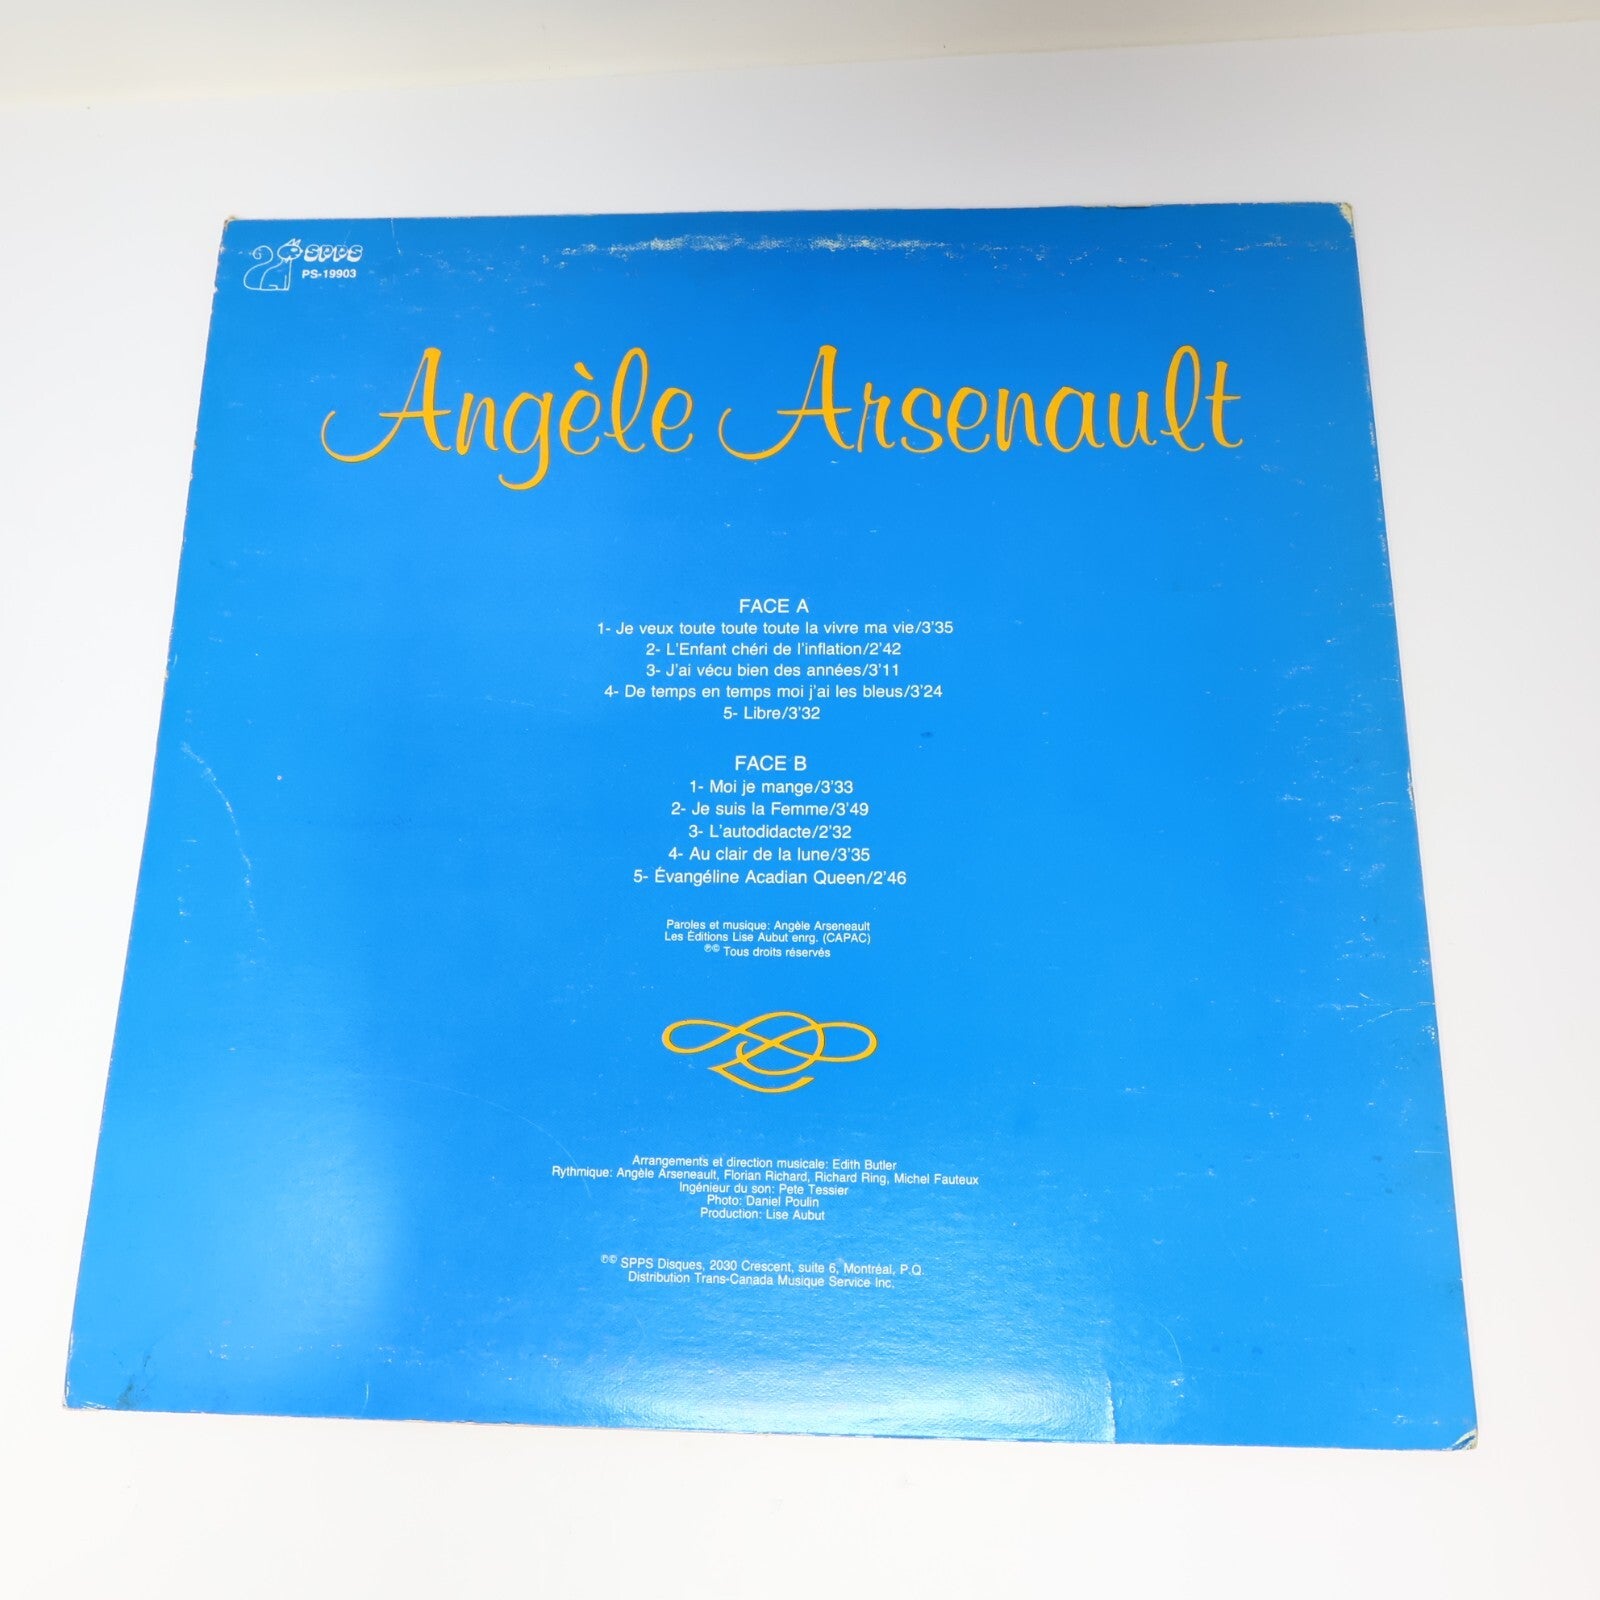 SPPS
PS-19903
Angèle Arsenault
FACE A
1- Je veux toute toute toute la vivre ma vie/3'35
2- L'Enfant chéri de l'inflation/2'42
3- J'ai vécu bien des années/3'11
4- De temps en temps moi j'ai les bleus/3'24
5- Libre/3'32
FACE B
1- Moi je mange/3'33
2- Je suis la Femme/3'49
3- L'autodidacte/2'32
4- Au clair de la lune/3'35
5- Évangéline Acadian Queen/2'46
Paroles et musique: Angèle Arseneault
Les Éditions Lise Aubut enrg. (CAPAC)
℗© Tous droits réservés
Arrangements et direction musicale: Edith Butler
Rythmique: Angèle Arseneault, Florian Richard, Richard Ring, Michel Fauteux
Ingénieur du son: Pete Tessier
Photo: Daniel Poulin
Production: Lise Aubut
℗© SPPS Disques, 2030 Crescent, suite 6, Montréal, P.Q.
Distribution Trans-Canada Musique Service Inc.